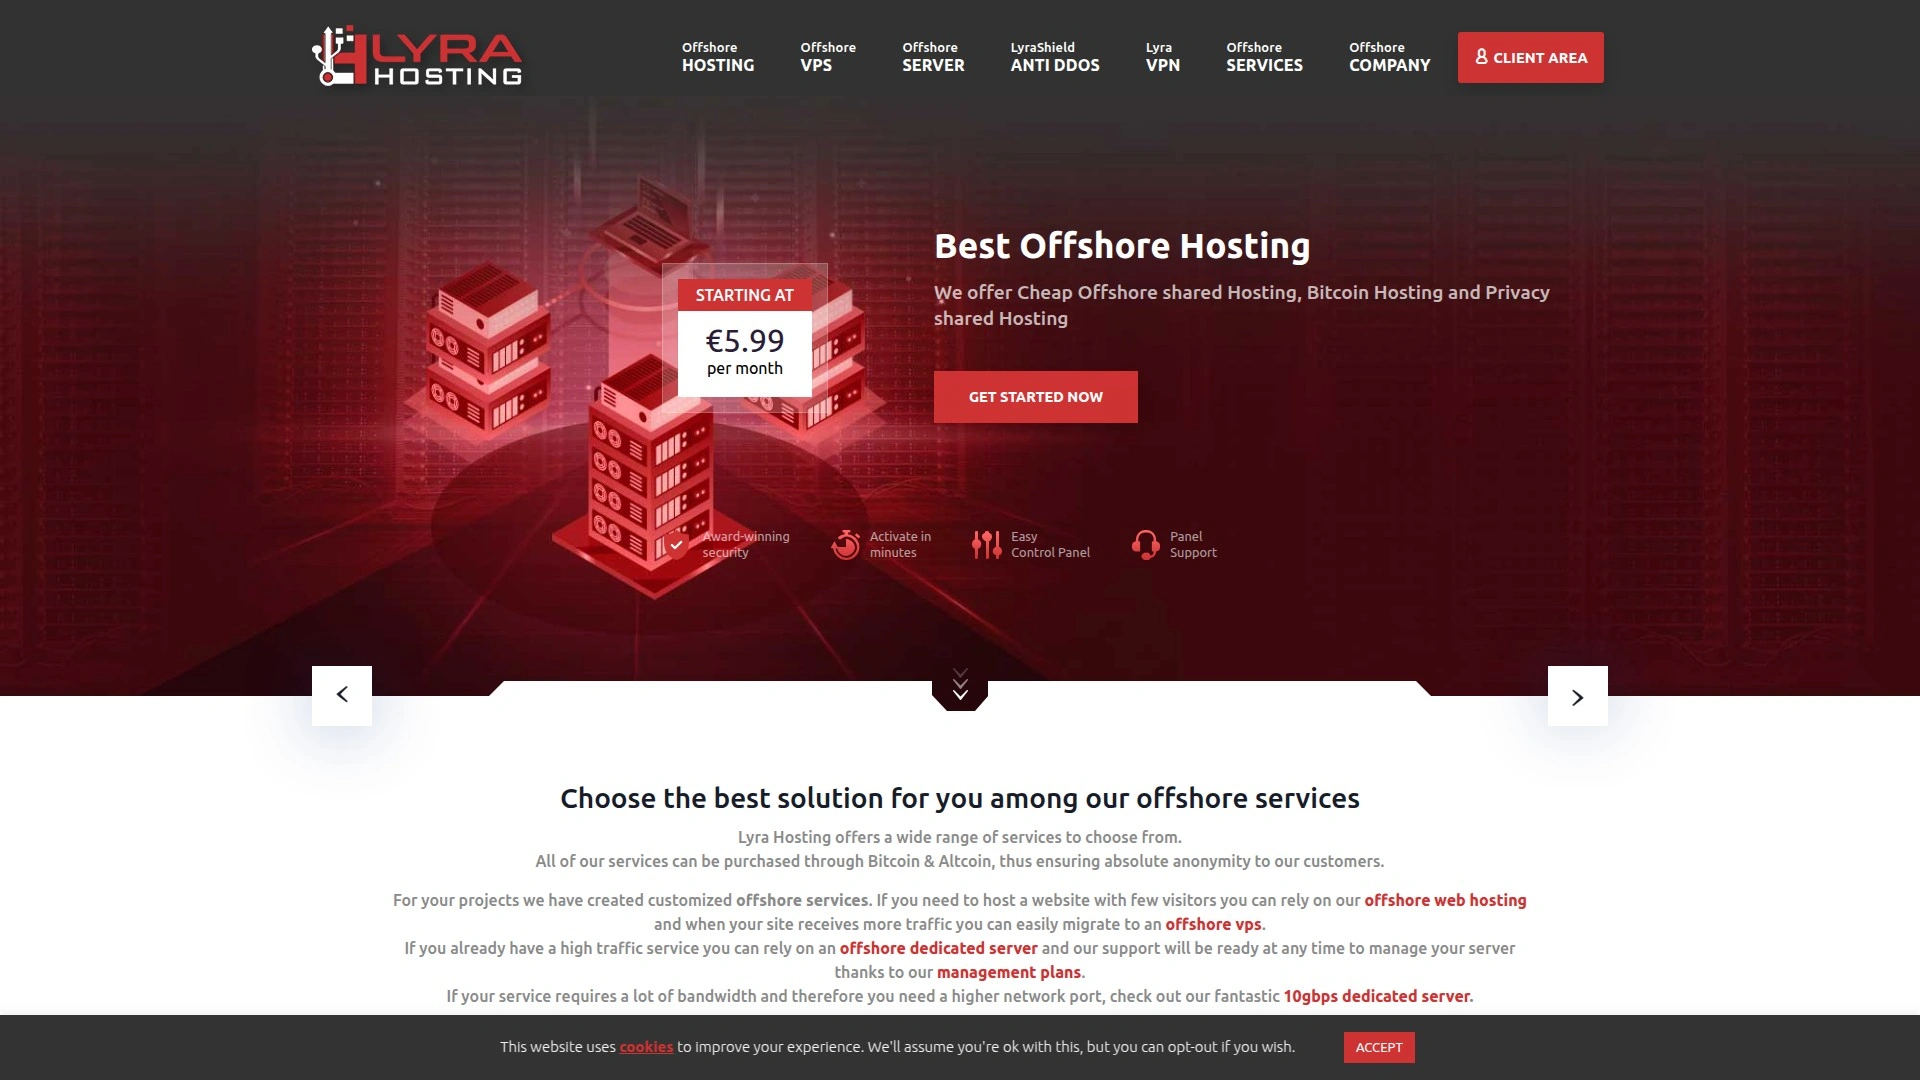 LYRA
HOSTING
Offshore
HOSTING
Offshore
VPS
Offshore
SERVER
LyraShield
ANTI DDOS
Lyra
VPN
Offshore
SERVICES
Offshore
COMPANY
CLIENT AREA
STARTING AT
€5.99
per month
Best Offshore Hosting
We offer Cheap Offshore shared Hosting, Bitcoin Hosting and Privacy
shared Hosting
GET STARTED NOW
Award-winning
security
Activate in
minutes
Easy
Control Panel
Panel
Support
Choose the best solution for you among our offshore services
Lyra Hosting offers a wide range of services to choose from.
All of our services can be purchased through Bitcoin & Altcoin, thus ensuring absolute anonymity to our customers.
For your projects we have created customized offshore services. If you need to host a website with few visitors you can rely on our offshore web hosting
and when your site receives more traffic you can easily migrate to an offshore vps.
If you already have a high traffic service you can rely on an offshore dedicated server and our support will be ready at any time to manage your server
thanks to our management plans.
If your service requires a lot of bandwidth and therefore you need a higher network port, check out our fantastic 10gbps dedicated server.
This website uses cookies to improve your experience. We'll assume you're ok with this, but you can opt-out if you wish.
ACCEPT